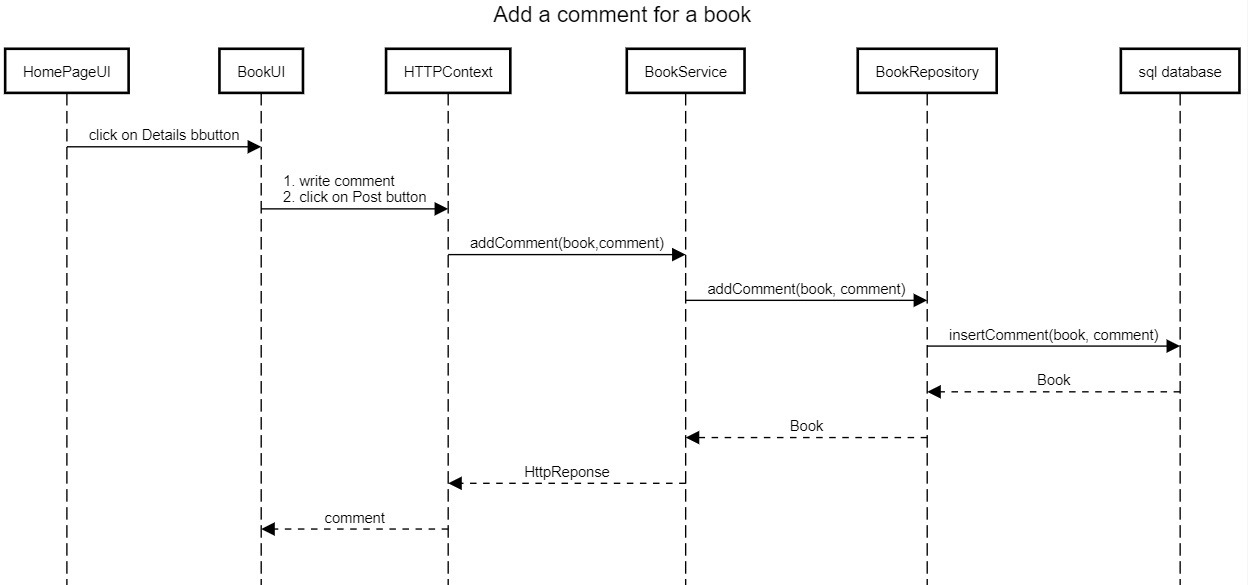 Add a comment for a book
HomePageUI
BookUI
HTTPContext
BookService
BookRepository
sql database
click on Details bbutton
1. write comment
2. click on Post button
addComment(book,comment)
addComment(book, comment)
insertComment(book, comment)
Book
Book
HttpReponse
comment